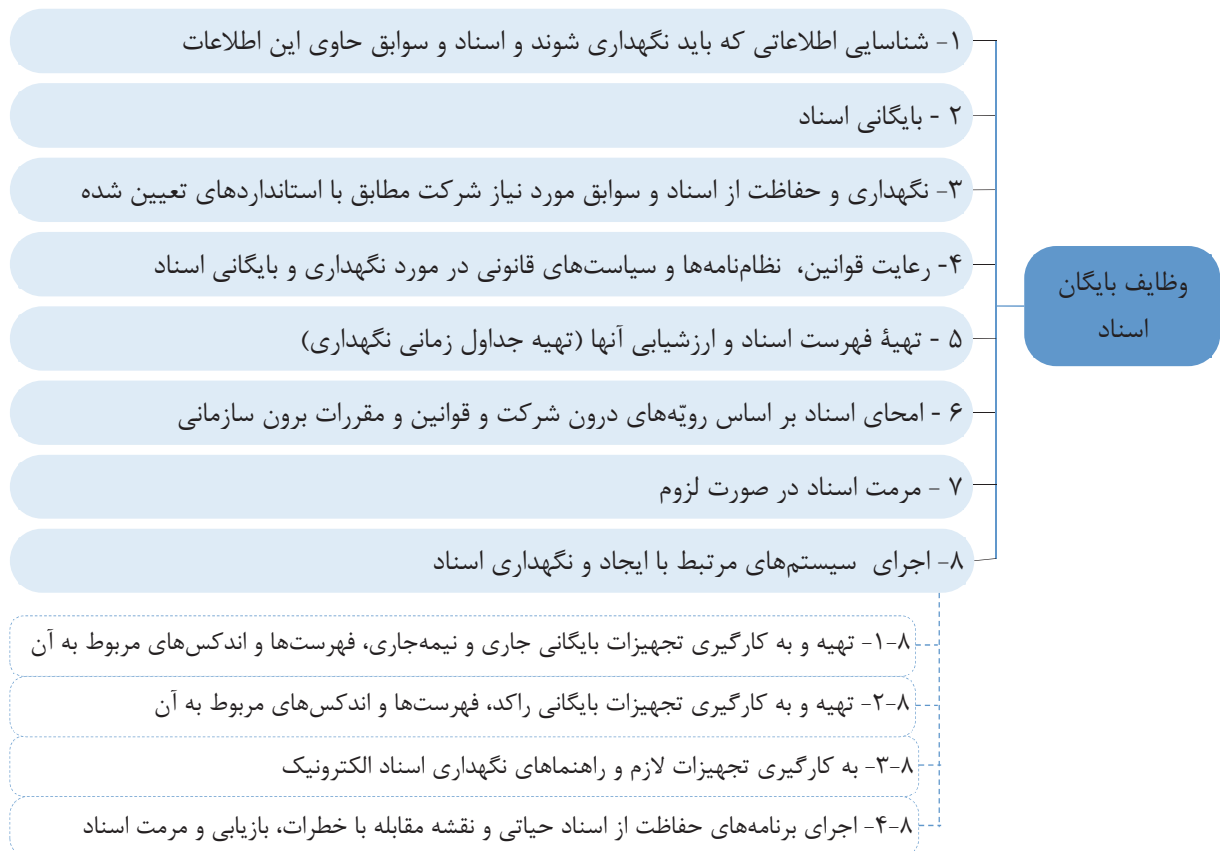 وظایف بایگان
اسناد
۱- شناسایی اطلاعاتی که باید نگهداری شوند و اسناد و سوابق حاوی این اطلاعات
۲ - بایگانی اسناد
۳- نگهداری و حفاظت از اسناد و سوابق مورد نیاز شرکت مطابق با استانداردهای تعیین شده
۴- رعایت قوانین، نظام‌نامه‌ها و سیاست‌های قانونی در مورد نگهداری و بایگانی اسناد
۵ - تهیۀ فهرست اسناد و ارزشیابی آنها (تهیه جداول زمانی نگهداری)
۶ - امحای اسناد بر اساس رویّه‌های درون شرکت و قوانین و مقررات برون سازمانی
۷ - مرمت اسناد در صورت لزوم
۸- اجرای سیستم‌های مرتبط با ایجاد و نگهداری اسناد
۸-۱- تهیه و به کارگیری تجهیزات بایگانی جاری و نیمه‌جاری، فهرست‌ها و اندکس‌های مربوط به آن
۸-۲- تهیه و به کارگیری تجهیزات بایگانی راکد، فهرست‌ها و اندکس‌های مربوط به آن
۸-۳- به کارگیری تجهیزات لازم و راهنماهای نگهداری اسناد الکترونیک
۸-۴- اجرای برنامه‌های حفاظت از اسناد حیاتی و نقشه مقابله با خطرات، بازیابی و مرمت اسناد